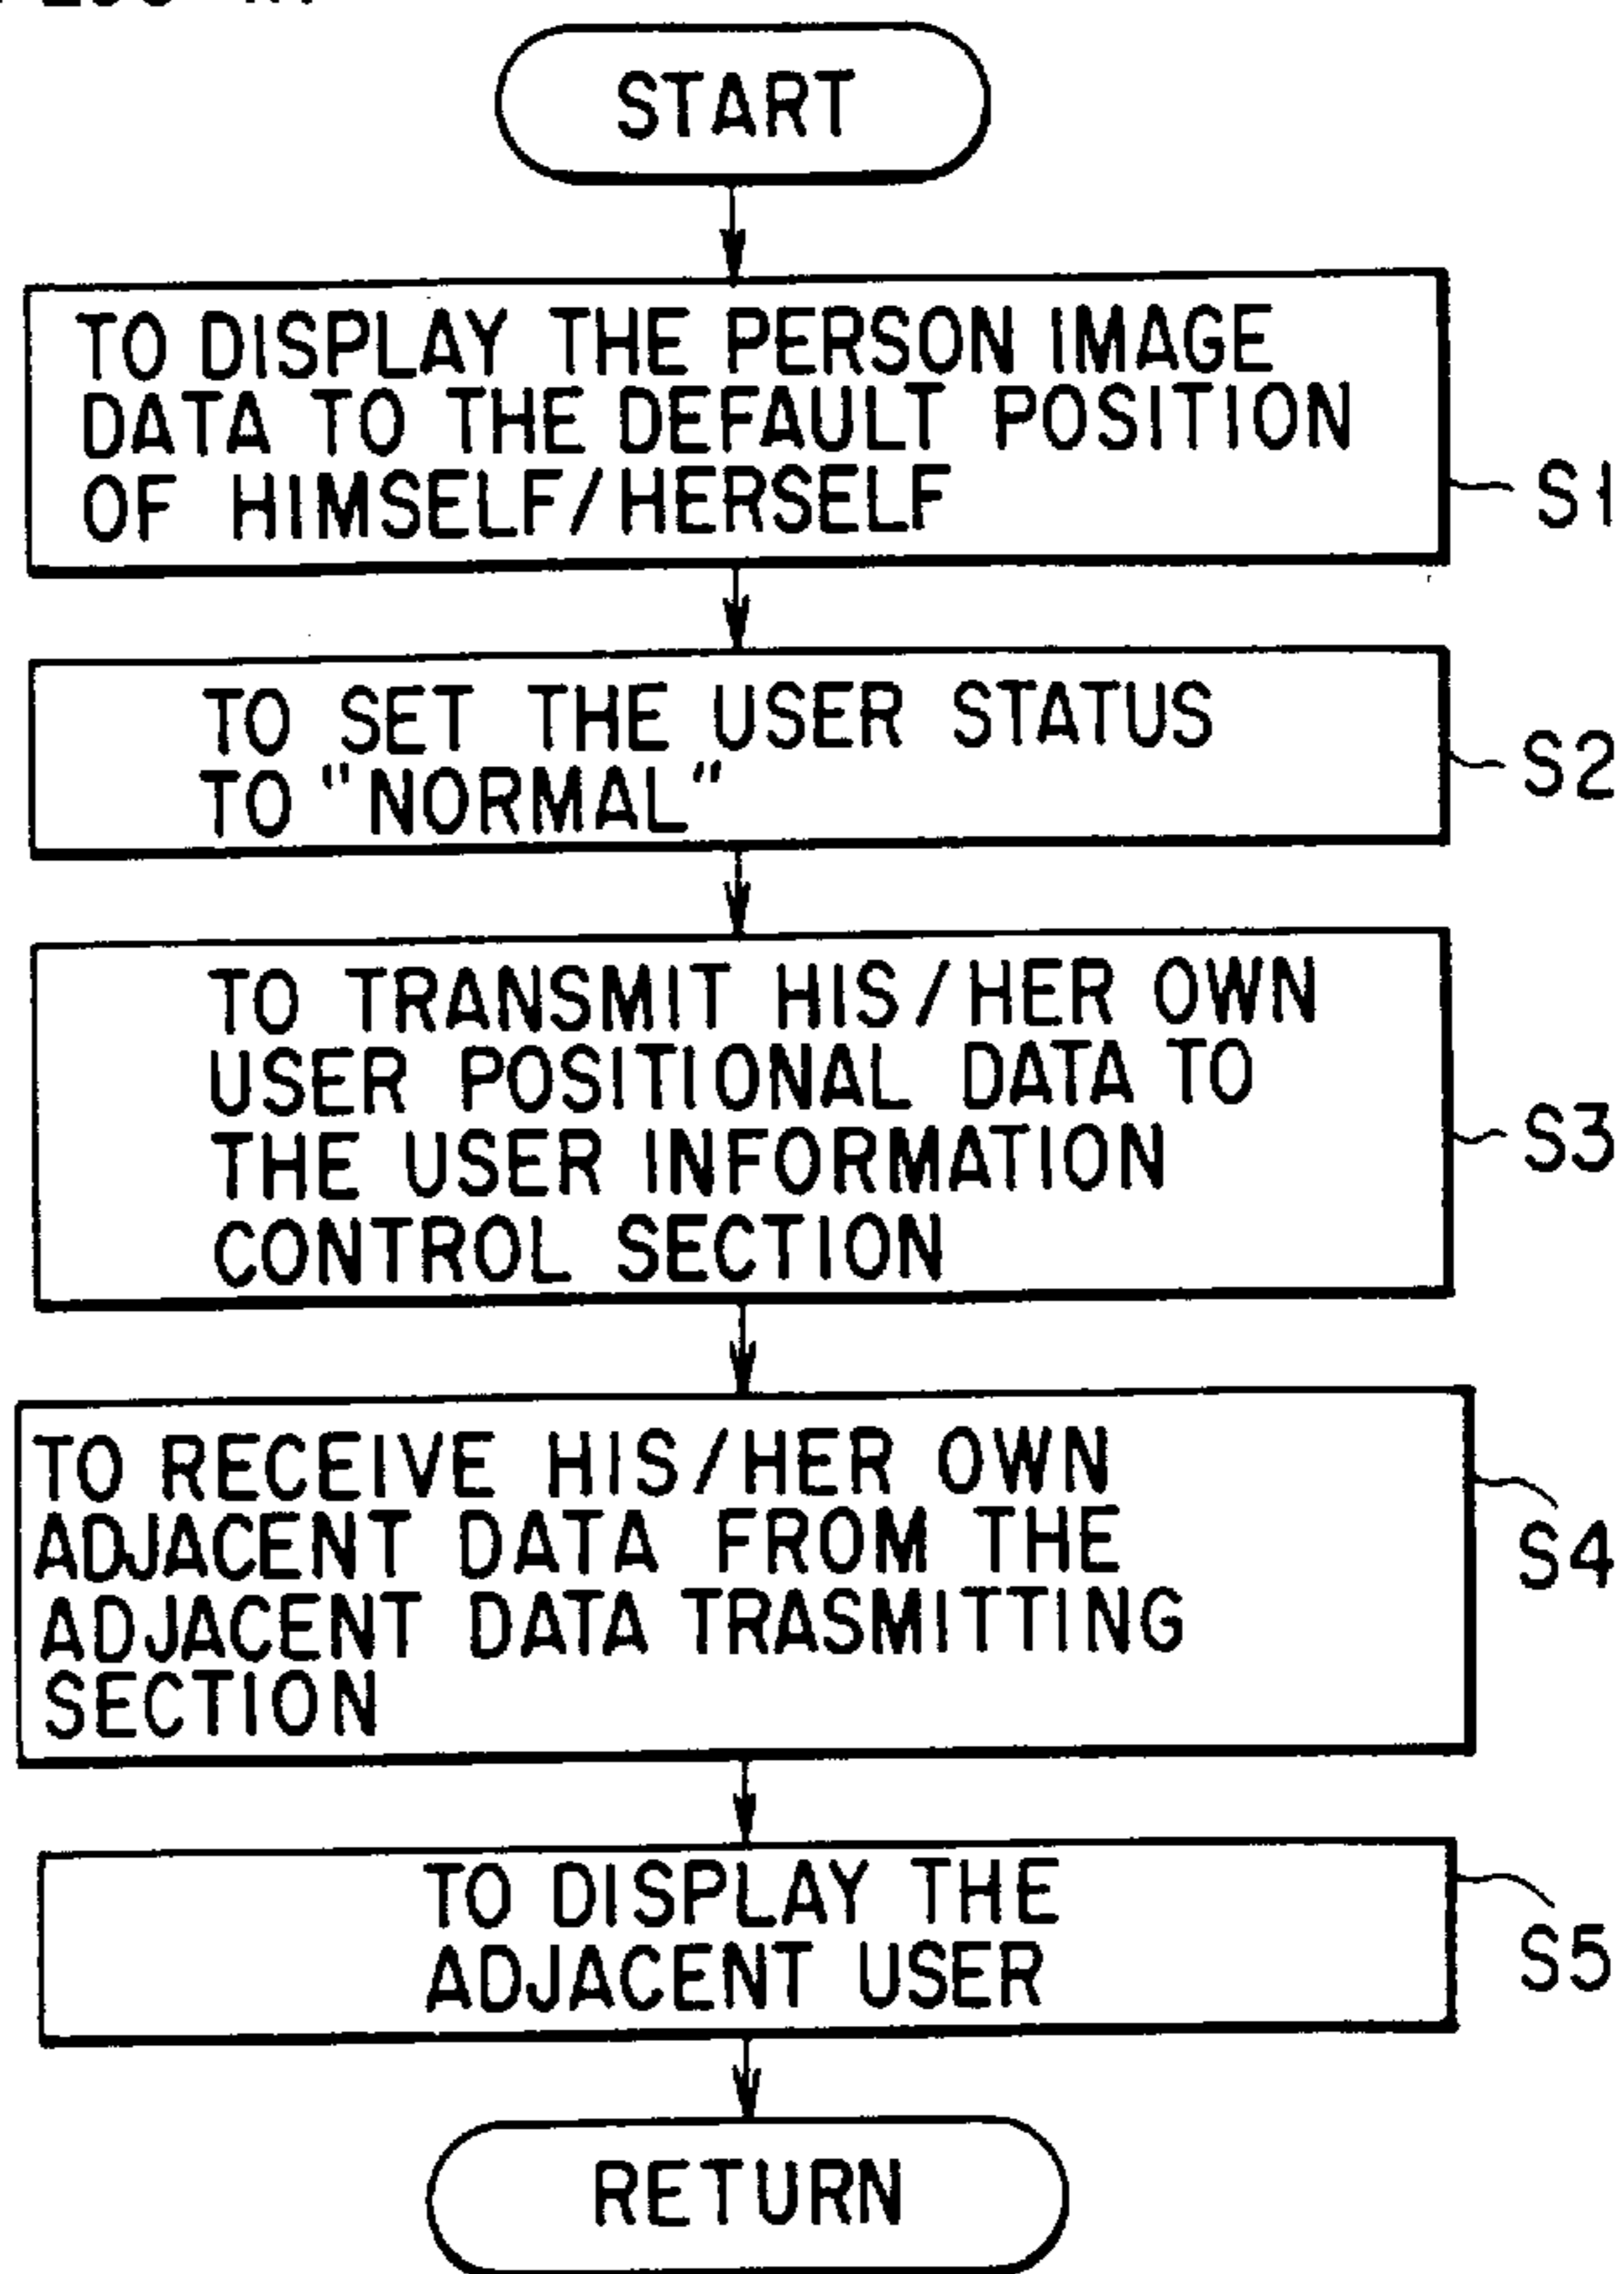 START
TO DISPLAY THE PERSON IMAGE
DATA TO THE DEFAULT POSITION
OF HIMSELF/HERSELF
S1
TO SET THE USER STATUS
TO "NORMAL"
S2
TO TRANSMIT HIS/HER OWN
USER POSITIONAL DATA TO
THE USER INFORMATION
CONTROL SECTION
S3
TO RECEIVE HIS/HER OWN
ADJACENT DATA FROM THE
ADJACENT DATA TRASMITTING
SECTION
S4
TO DISPLAY THE
ADJACENT USER
S5
RETURN